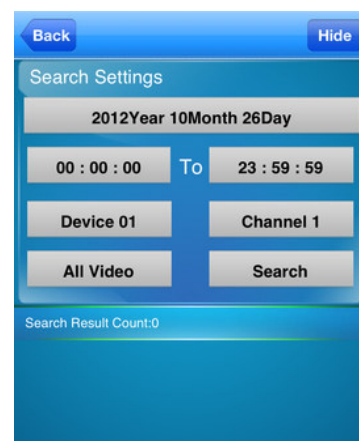 Back Hide
Search Settings
2012Year 10Month 26Day
00 : 00 : 00 To 23 : 59 : 59
Device 01 Channel 1
All Video Search
Search Result Count:0